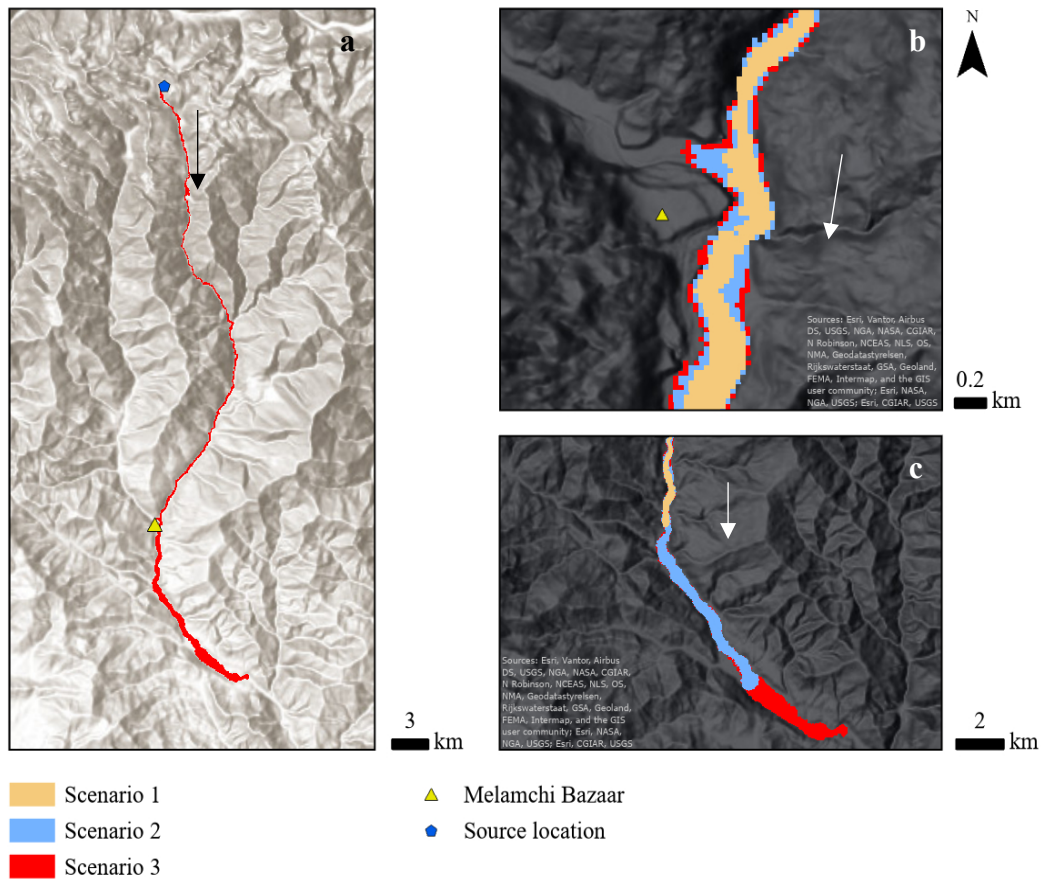 a
b
N
Sources: Esri, Vantor, Airbus
DS, USGS, NGA, NASA, CGIAR,
N Robinson, NCEAS, NLS, OS,
NMA, Geodatastyrelsen,
Rijkswaterstaat, GSA, Geoland,
FEMA, Intermap, and the GIS
user community; Esri, NASA,
NGA, USGS; Esri, CGIAR, USGS
0.2
km
c
Sources: Esri, Vantor, Airbus
DS, USGS, NGA, NASA, CGIAR,
N Robinson, NCEAS, NLS, OS,
NMA, Geodatastyrelsen,
Rijkswaterstaat, GSA, Geoland,
FEMA, Intermap, and the GIS
user community; Esri, NASA,
NGA, USGS; Esri, CGIAR, USGS
3
km
2
km
Scenario 1
Scenario 2
Scenario 3
Melamchi Bazaar
Source location